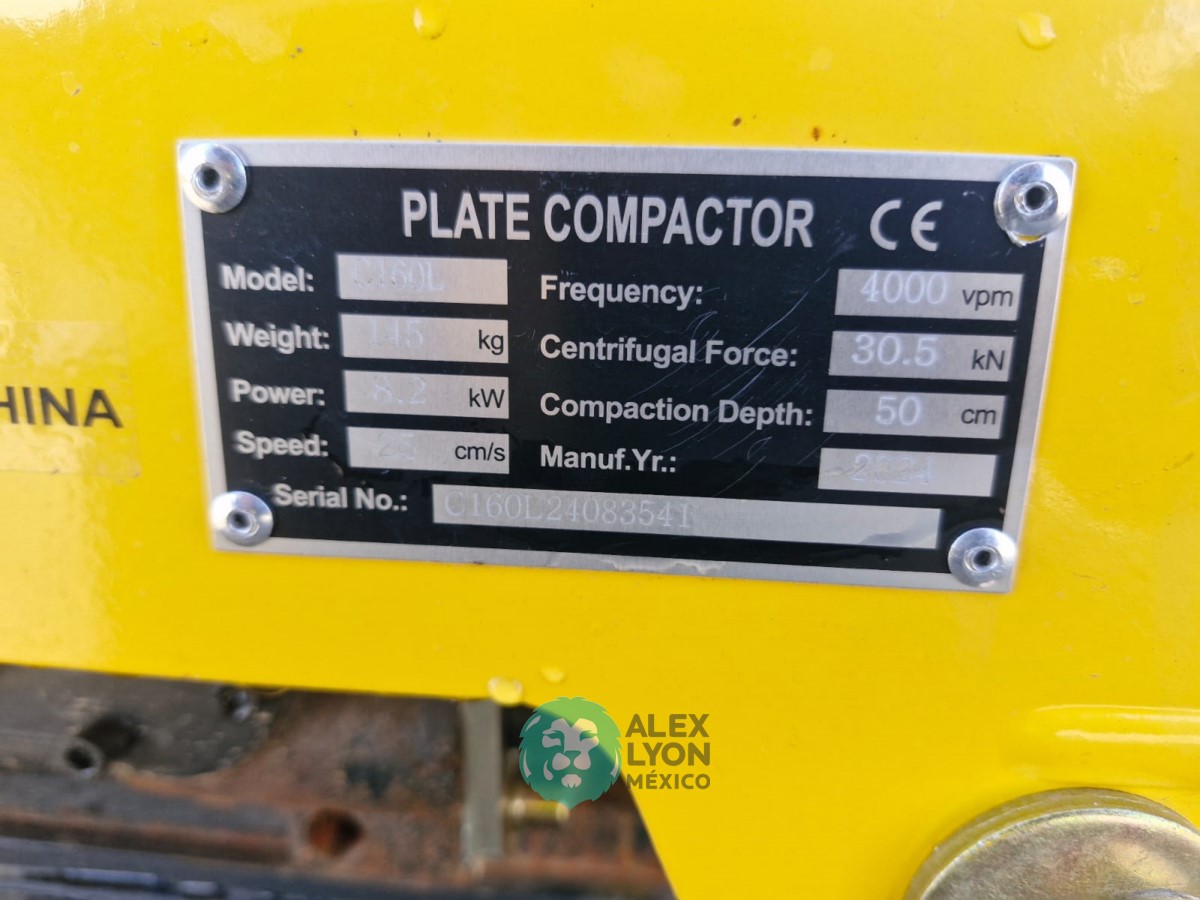 PLATE COMPACTOR CE
Model: C160L
Frequency: 4000 vpm
Weight: 145 kg
Centrifugal Force: 30.5 kN
Power: 8.2 kW
Compaction Depth: 50 cm
Speed: 25 cm/s
Manuf.Yr.: 2024
Serial No.: C160L24083541
HINA
ALEX
LYON
MÉXICO